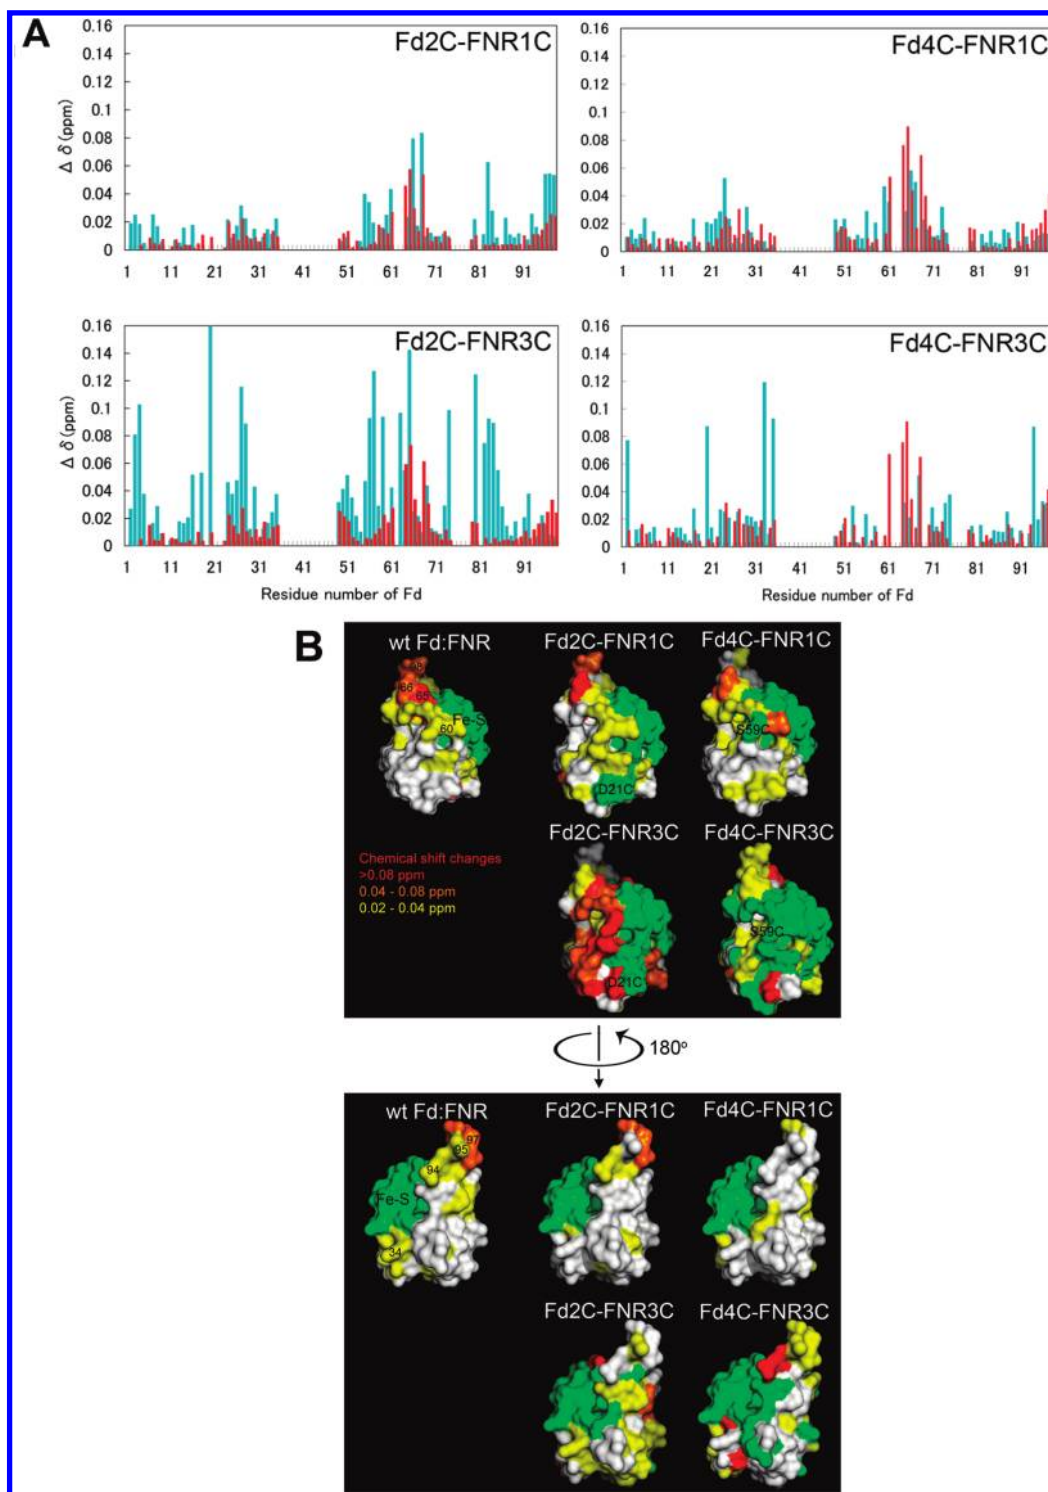 A
Fd2C-FNR1C
Fd4C-FNR1C
Δ δ (ppm)
0.16
0.14
0.12
0.1
0.08
0.06
0.04
0.02
0
1 11 21 31 41 51 61 71 81 91
0.16
0.14
0.12
0.1
0.08
0.06
0.04
0.02
0
1 11 21 31 41 51 61 71 81 91
Fd2C-FNR3C
Fd4C-FNR3C
Δ δ (ppm)
0.16
0.14
0.12
0.1
0.08
0.06
0.04
0.02
0
1 11 21 31 41 51 61 71 81 91
Residue number of Fd
0.16
0.14
0.12
0.1
0.08
0.06
0.04
0.02
0
1 11 21 31 41 51 61 71 81 91
Residue number of Fd
B
wt Fd:FNR Fd2C-FNR1C Fd4C-FNR1C
66
65
Fe-S
60
D21C
S59C
Fd2C-FNR3C Fd4C-FNR3C
Chemical shift changes
>0.08 ppm
0.04 - 0.08 ppm
0.02 - 0.04 ppm
D21C
S59C
180º
wt Fd:FNR Fd2C-FNR1C Fd4C-FNR1C
97
95
94
Fe-S
34
Fd2C-FNR3C Fd4C-FNR3C